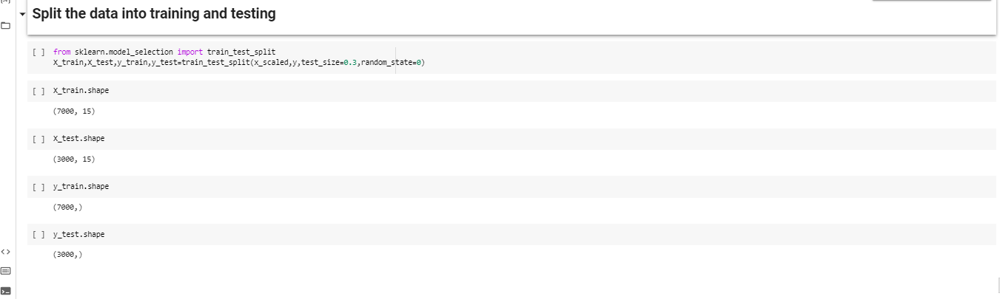 Split the data into training and testing
[ ] from sklearn.model_selection import train_test_split
X_train,X_test,y_train,y_test=train_test_split(x_scaled,y,test_size=0.3,random_state=0)
[ ] X_train.shape
(7000, 15)
[ ] X_test.shape
(3000, 15)
[ ] y_train.shape
(7000,)
[ ] y_test.shape
(3000,)